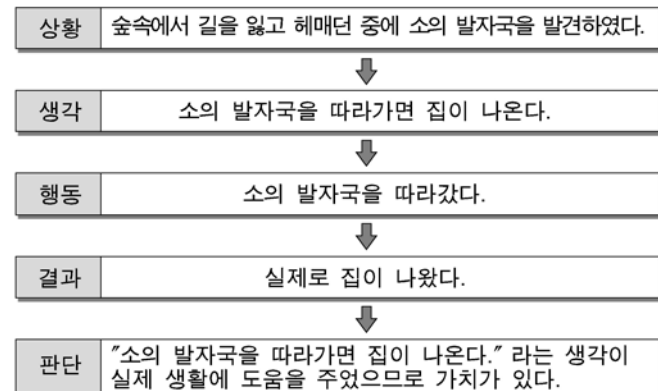 상황 숲속에서 길을 잃고 헤매던 중에 소의 발자국을 발견하였다.
생각 소의 발자국을 따라가면 집이 나온다.
행동 소의 발자국을 따라갔다.
결과 실제로 집이 나왔다.
판단 "소의 발자국을 따라가면 집이 나온다." 라는 생각이
실제 생활에 도움을 주었으므로 가치가 있다.